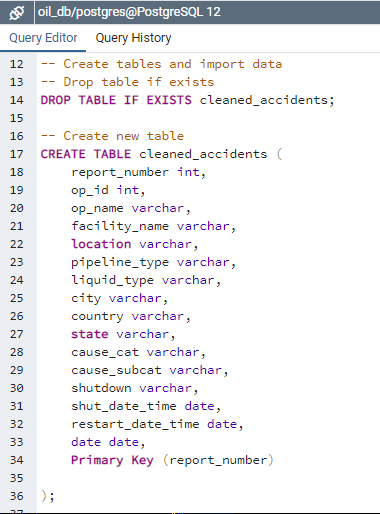 oil_db/postgres@PostgreSQL 12
Query Editor Query History
12 -- Create tables and import data
13 -- Drop table if exists
14 DROP TABLE IF EXISTS cleaned_accidents;
15
16 -- Create new table
17 CREATE TABLE cleaned_accidents (
18 report_number int,
19 op_id int,
20 op_name varchar,
21 facility_name varchar,
22 location varchar,
23 pipeline_type varchar,
24 liquid_type varchar,
25 city varchar,
26 country varchar,
27 state varchar,
28 cause_cat varchar,
29 cause_subcat varchar,
30 shutdown varchar,
31 shut_date_time date,
32 restart_date_time date,
33 date date,
34 Primary Key (report_number)
35
36 );